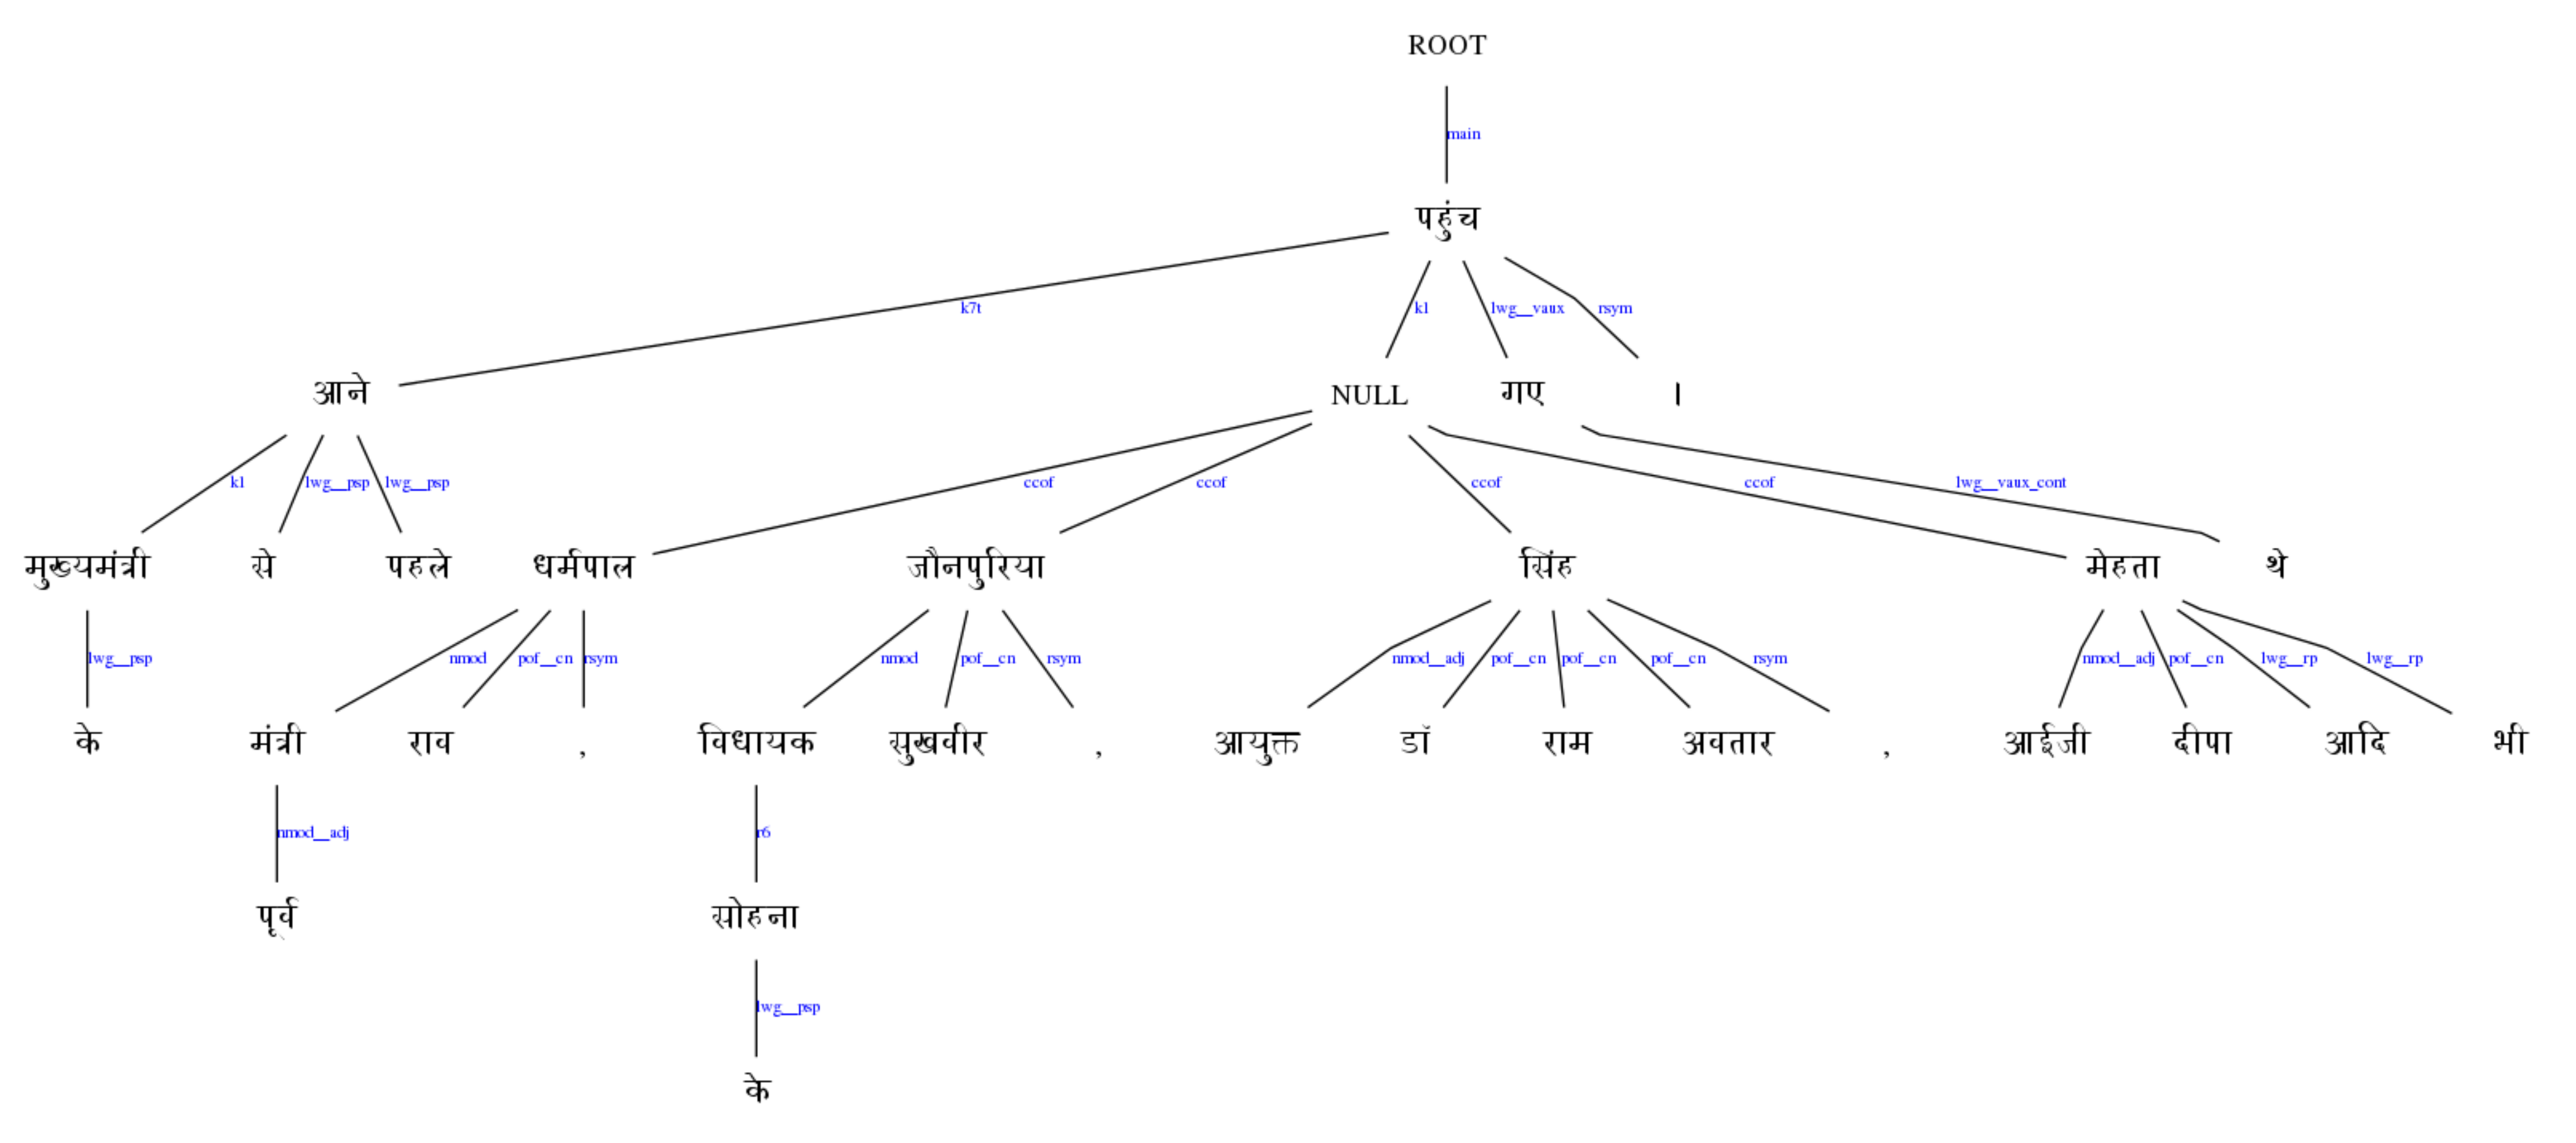 ROOT
main
पहुंच
k7t k1 lwg__vaux rsym
आने NULL गए ।
k1 lwg__psp lwg__psp ccof ccof ccof ccof lwg__vaux_cont
मुख्यमंत्री से पहले धर्मपाल जौनपुरिया सिंह मेहता थे
lwg__psp nmod pof__cn rsym nmod pof__cn rsym nmod__adj pof__cn pof__cn pof__cn rsym nmod__adj pof__cn lwg__rp lwg__rp
के मंत्री राव , विधायक सुखवीर , आयुक्त डॉ राम अवतार , आईजी दीपा आदि भी
nmod__adj r6
पूर्व सोहना
lwg__psp
के